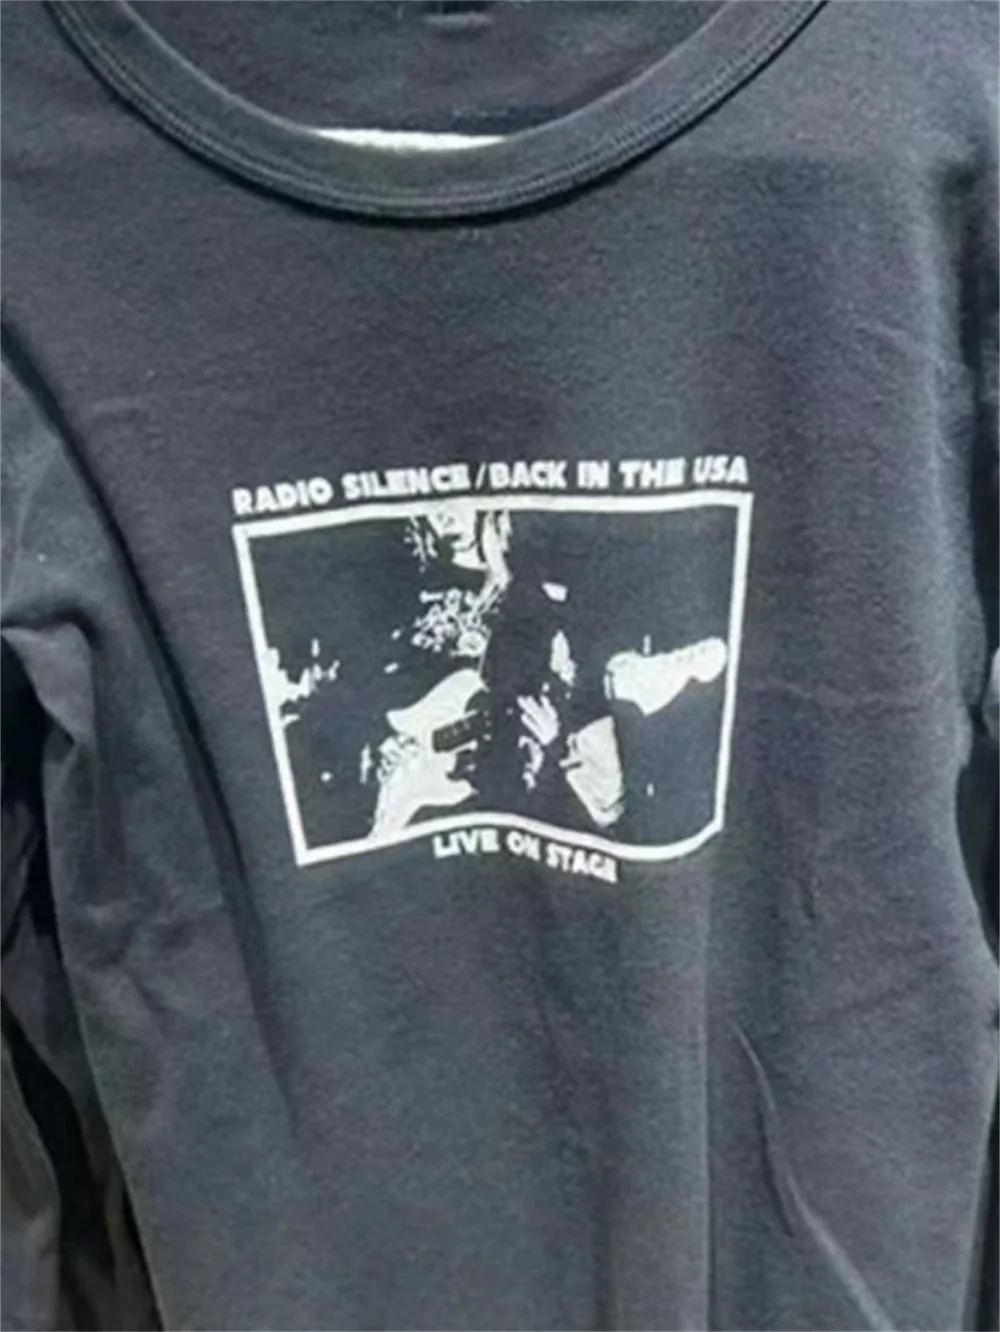 RADIO SILENCE/BACK IN THE USA
LIVE ON STAGE